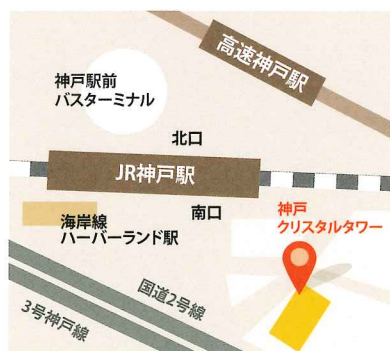 高速神戸駅
神戸駅前
バスターミナル
北口
JR神戸駅
南口
神戸
クリスタルタワー
海岸線
ハーバーランド駅
国道2号線
3号神戸線